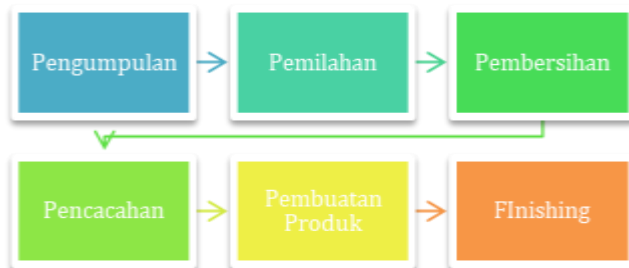 Pengumpulan
Pemilahan
Pembersihan
Pencacahan
Pembuatan
Produk
FInishing